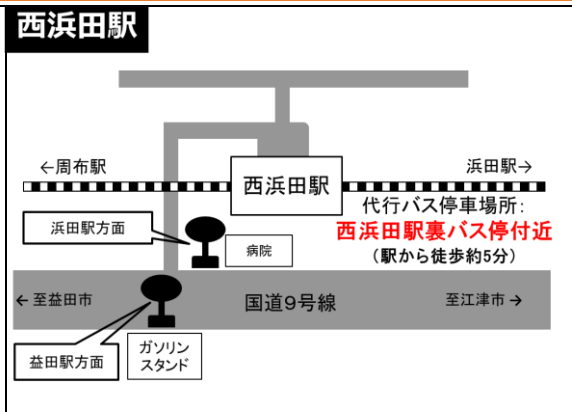 西浜田駅
←周布駅
浜田駅→
西浜田駅
代行バス停車場所:
西浜田駅裏バス停付近
(駅から徒歩約5分)
浜田駅方面
病院
←至益田市
国道9号線
至江津市→
益田駅方面
ガソリン
スタンド